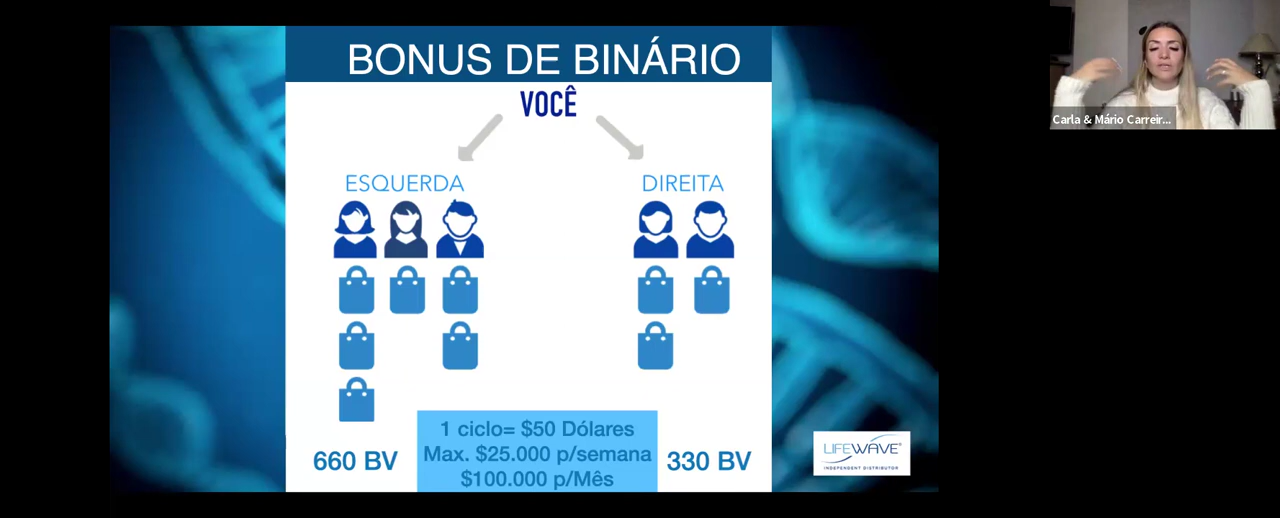 BONUS DE BINÁRIO
VOCÊ
ESQUERDA
DIREITA
1 ciclo= $50 Dólares
Max. $25.000 p/semana
$100.000 p/Mês
660 BV
330 BV
LIFEWAVE®
INDEPENDENT DISTRIBUTOR
Carla & Mário Carreir...